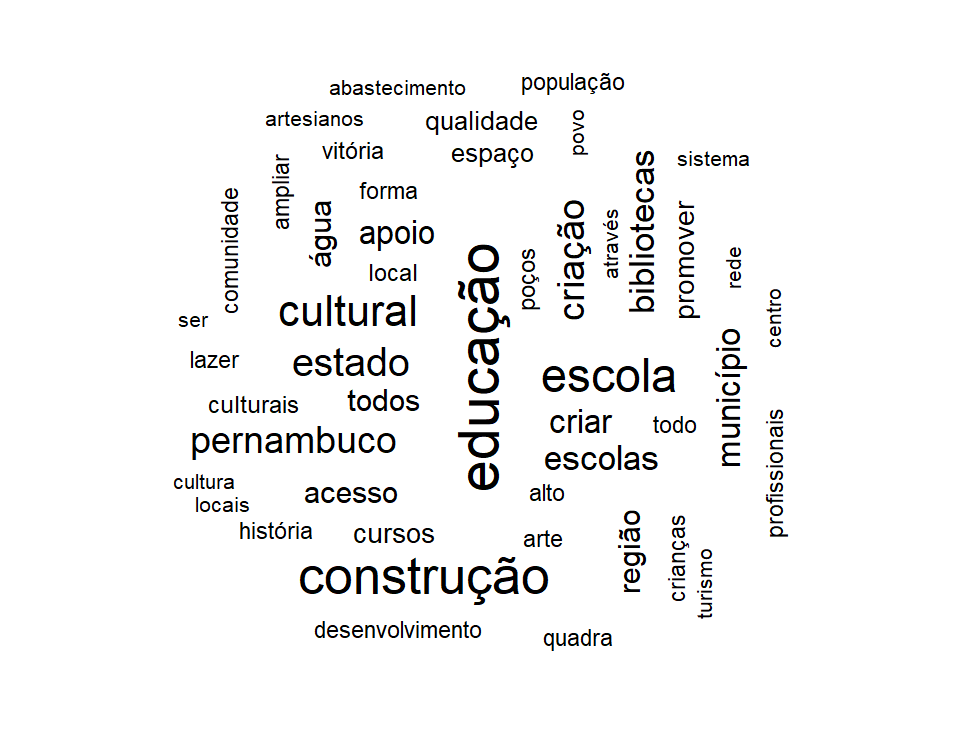 população
abastecimento
artesianos
qualidade
povo
vitória
espaço
sistema
ampliar
forma
bibliotecas
comunidade
água
apoio
criação
através
promover
local
poços
rede
educação
cultural
centro
ser
lazer
estado
escola
município
culturais
todos
criar
todo
pernambuco
escolas
profissionais
cultura
acesso
alto
locais
história
cursos
arte
região
crianças
turismo
construção
desenvolvimento
quadra